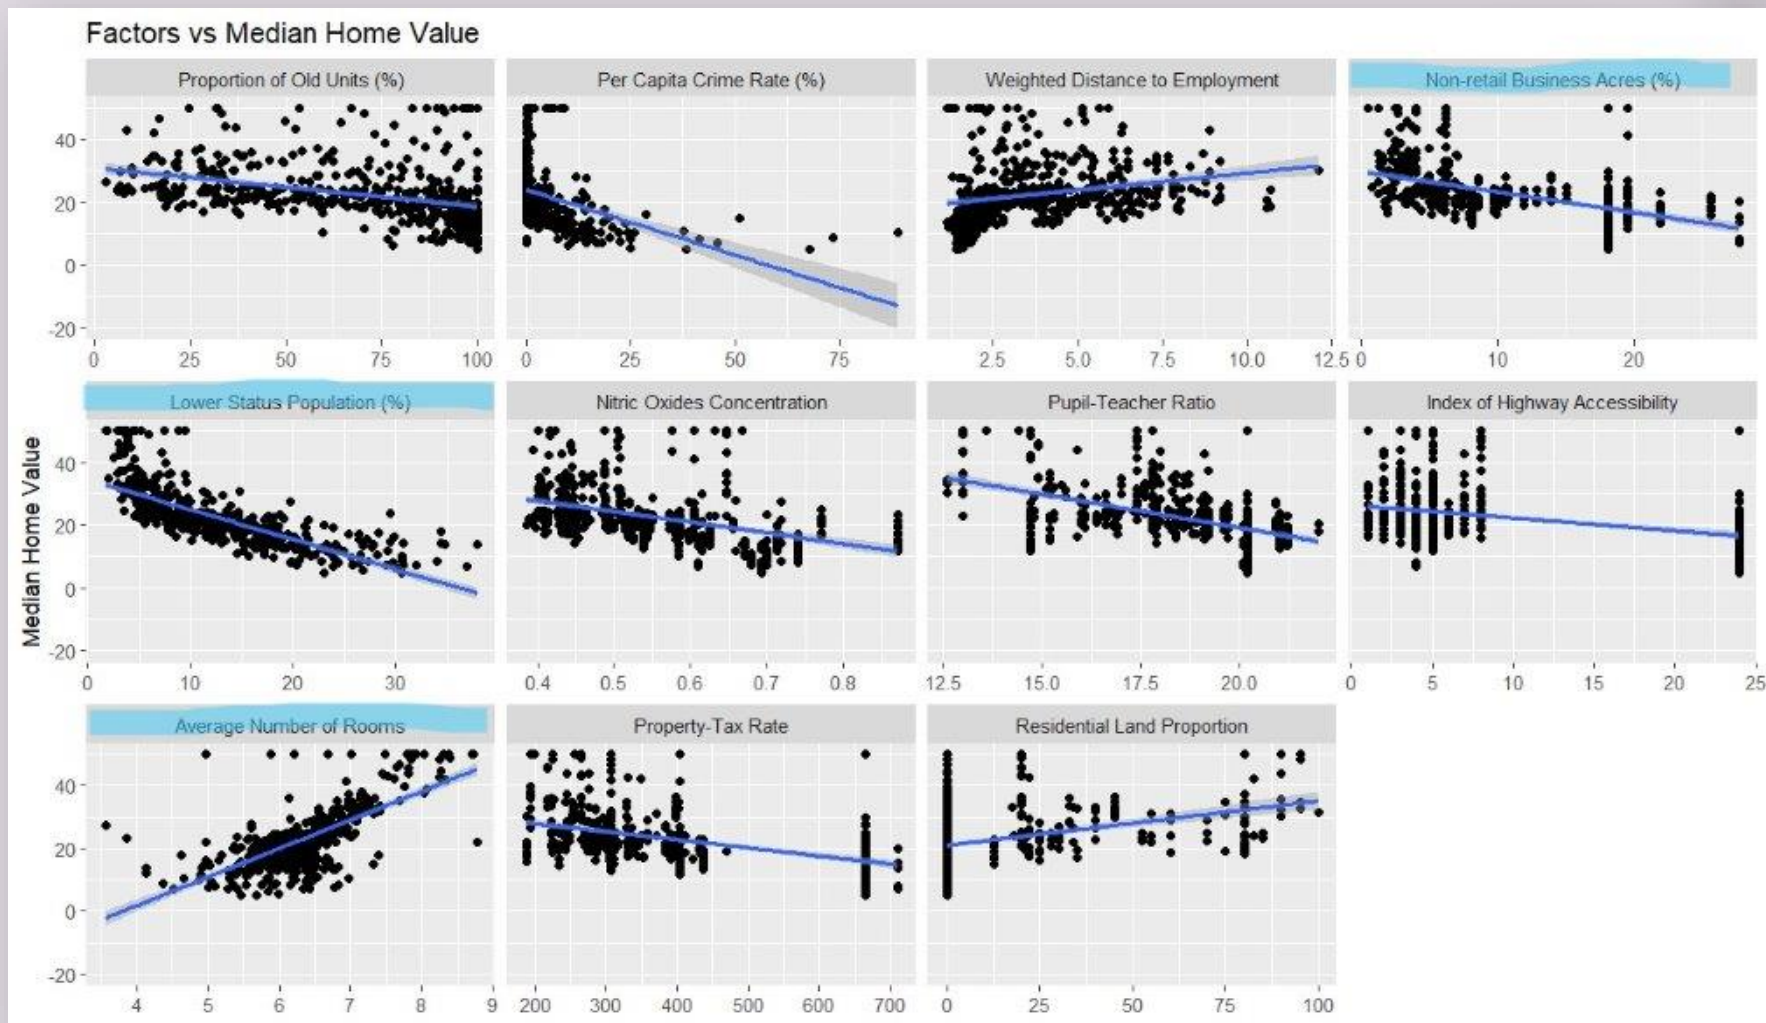 Factors vs Median Home Value
Proportion of Old Units (%)
Per Capita Crime Rate (%)
Weighted Distance to Employment
Non-retail Business Acres (%)
40
20
0
-20
0 25 50 75 100
0 25 50 75
2.5 5.0 7.5 10.0 12.5
0 10 20
Lower Status Population (%)
Nitric Oxides Concentration
Pupil-Teacher Ratio
Index of Highway Accessibility
Median Home Value
40
20
0
-20
0 10 20 30
0.4 0.5 0.6 0.7 0.8
12.5 15.0 17.5 20.0
0 5 10 15 20 25
Average Number of Rooms
Property-Tax Rate
Residential Land Proportion
40
20
0
-20
4 5 6 7 8 9
200 300 400 500 600 700
0 25 50 75 100